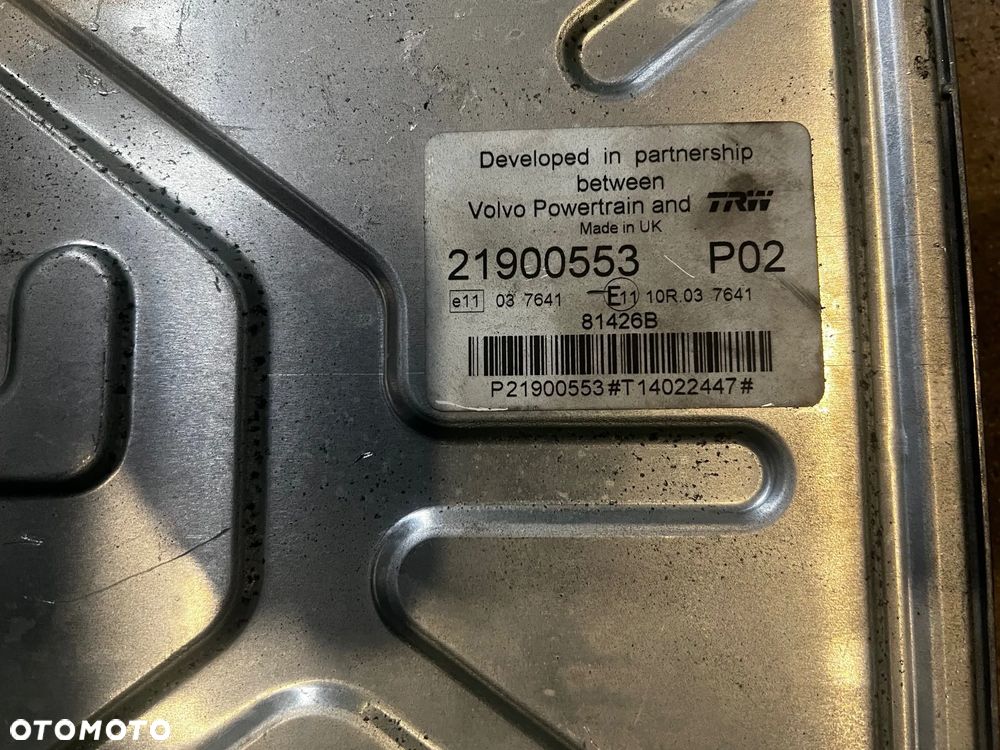 Developed in partnership
between
Volvo Powertrain and TRW
Made in UK
21900553 P02
e11 03 7641 E11 10R.03 7641
81426B
P21900553#T14022447#
OTOMOTO